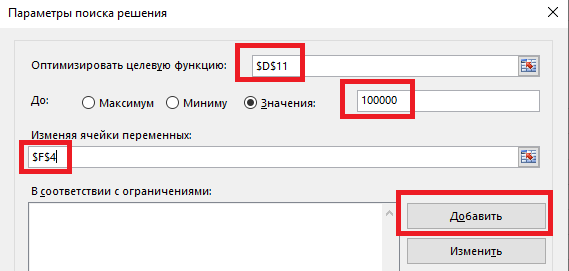 Параметры поиска решения
Оптимизировать целевую функцию: $D$11
До: Максимум Миниму Значения: 100000
Изменяя ячейки переменных:
$F$4
В соответствии с ограничениями:
Добавить
Изменить